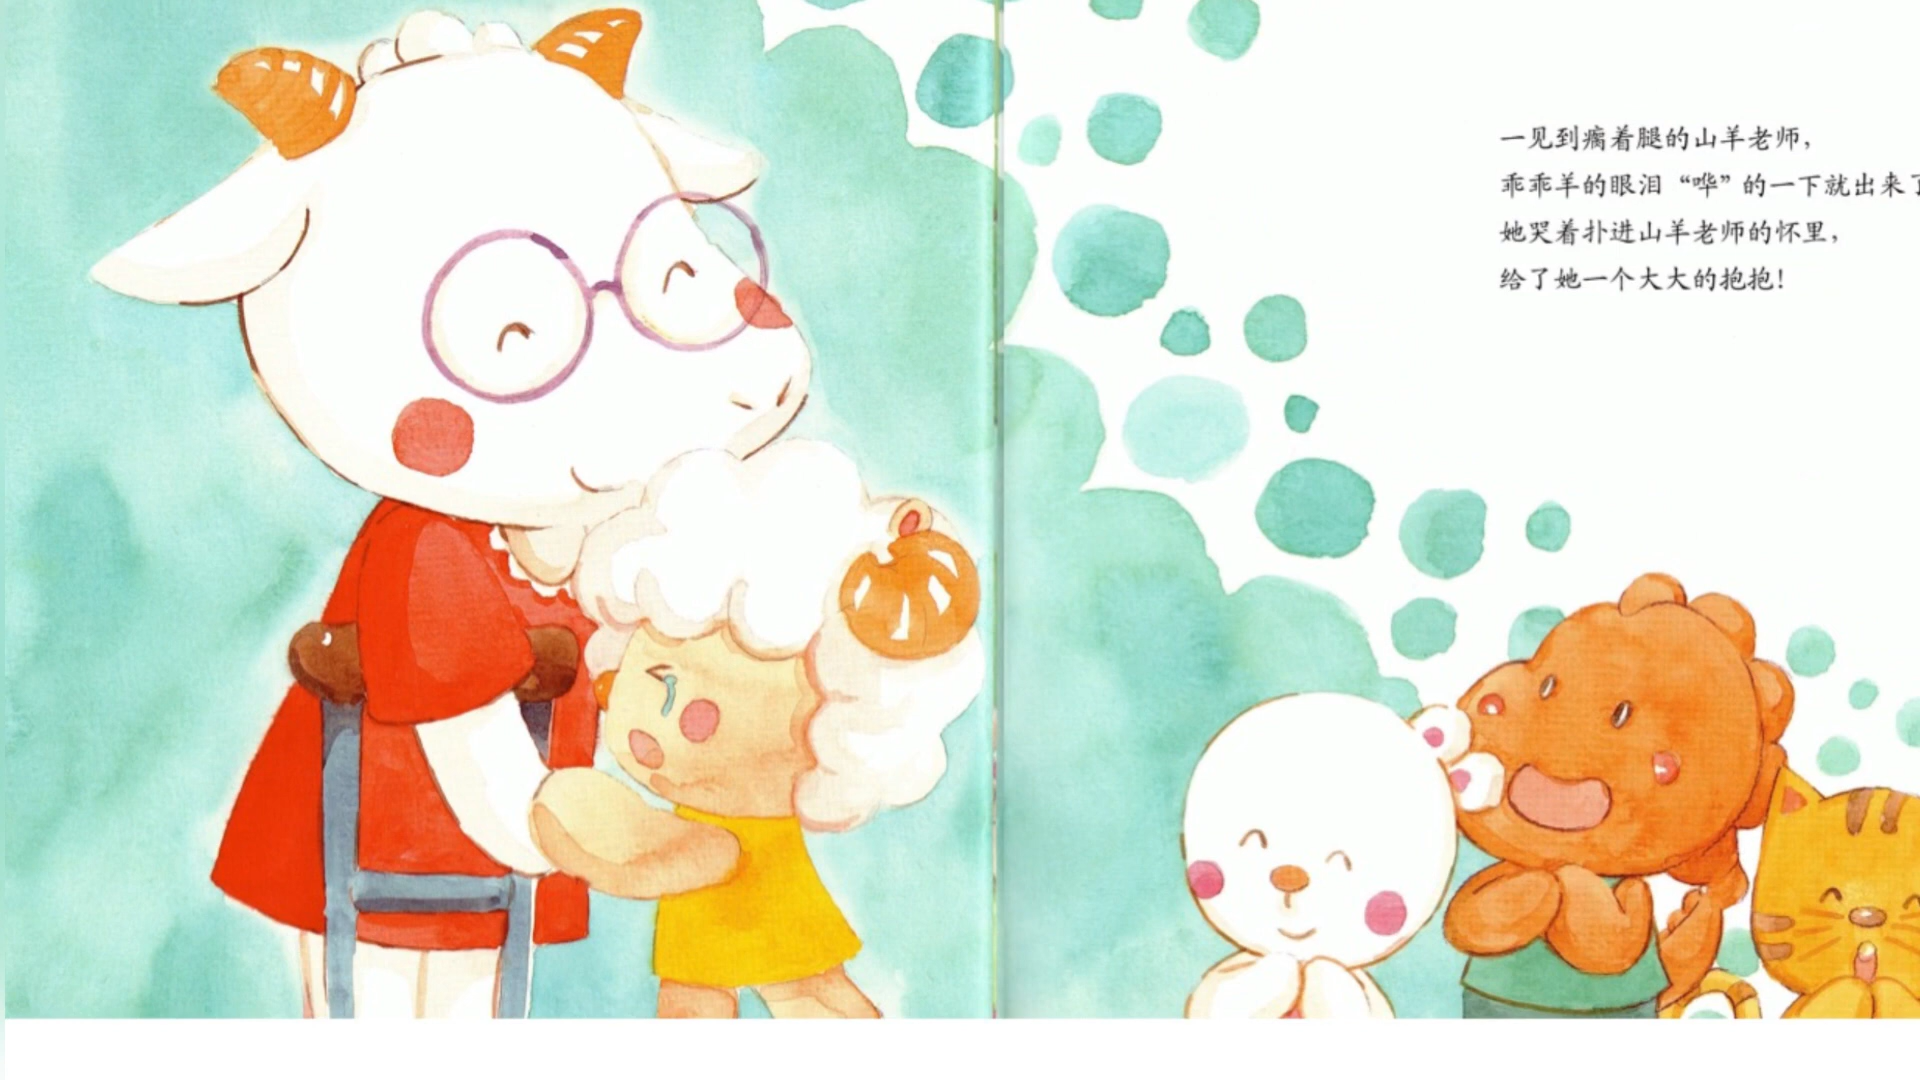 一见到瘸着腿的山羊老师，
乖乖羊的眼泪“哗”的一下就出来了
她哭着扑进山羊老师的怀里，
给了她一个大大的抱抱！